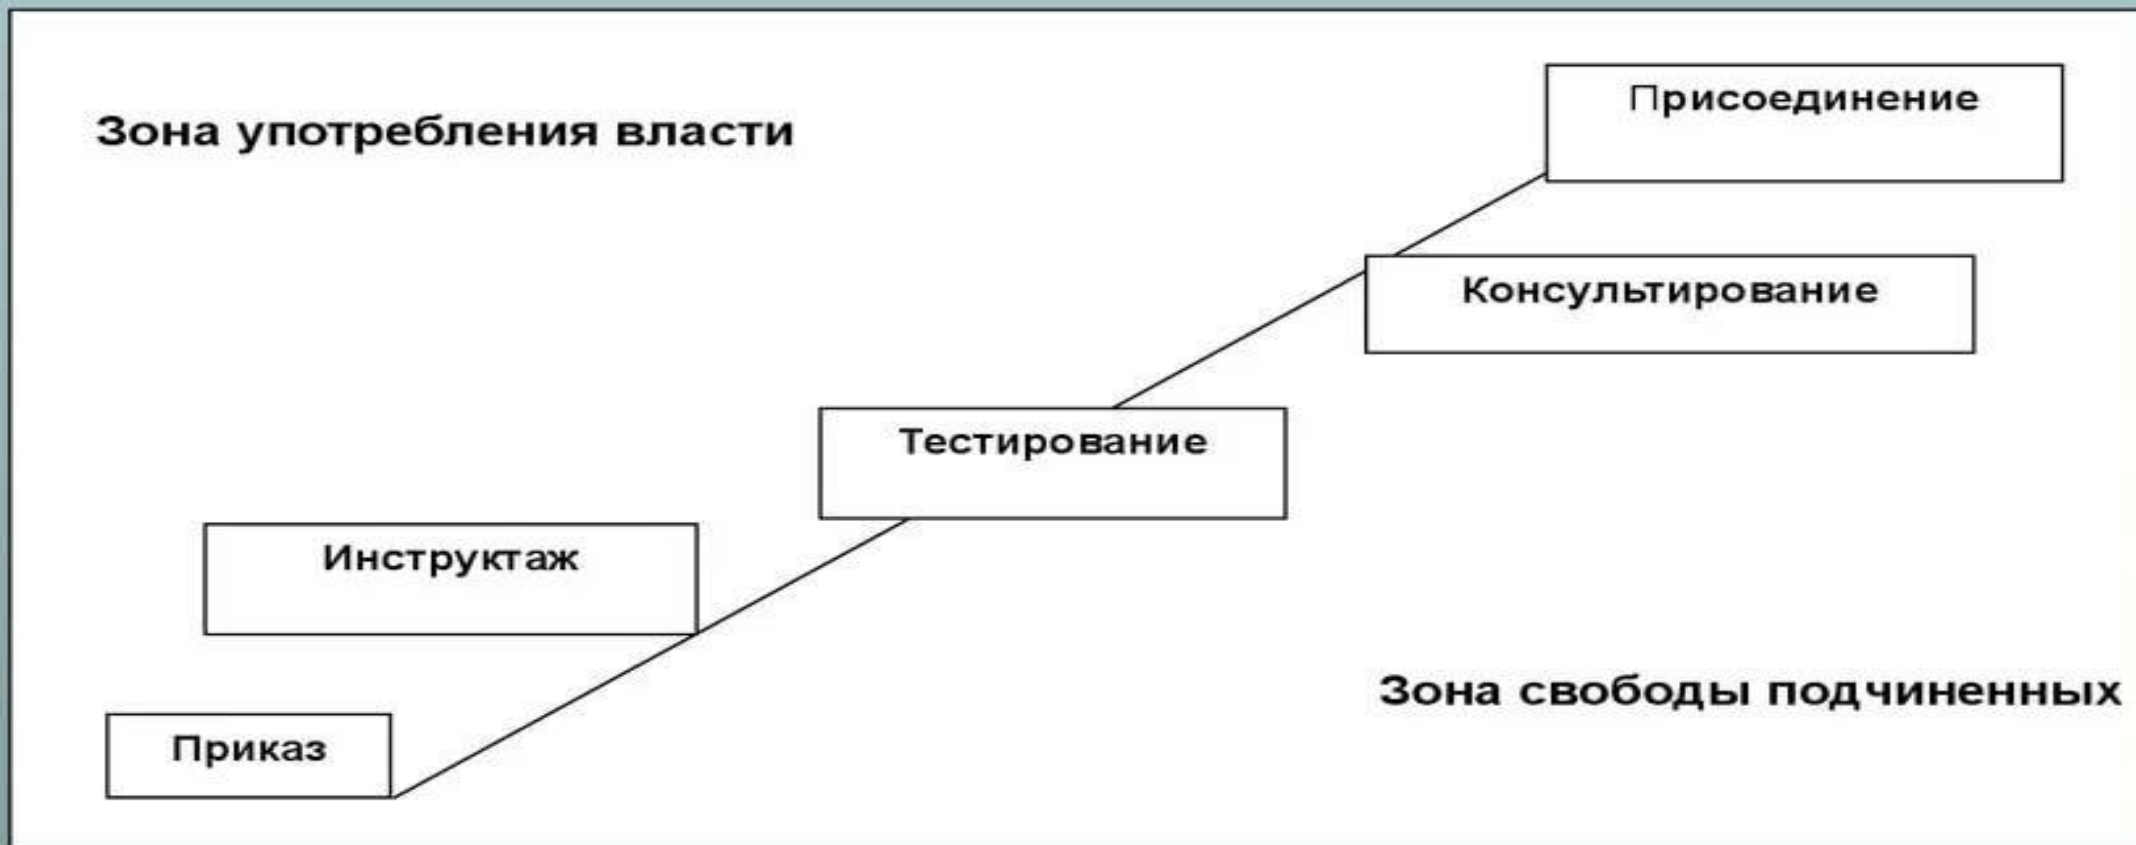 Присоединение
Зона употребления власти
Консультирование
Тестирование
Инструктаж
Зона свободы подчиненных
Приказ